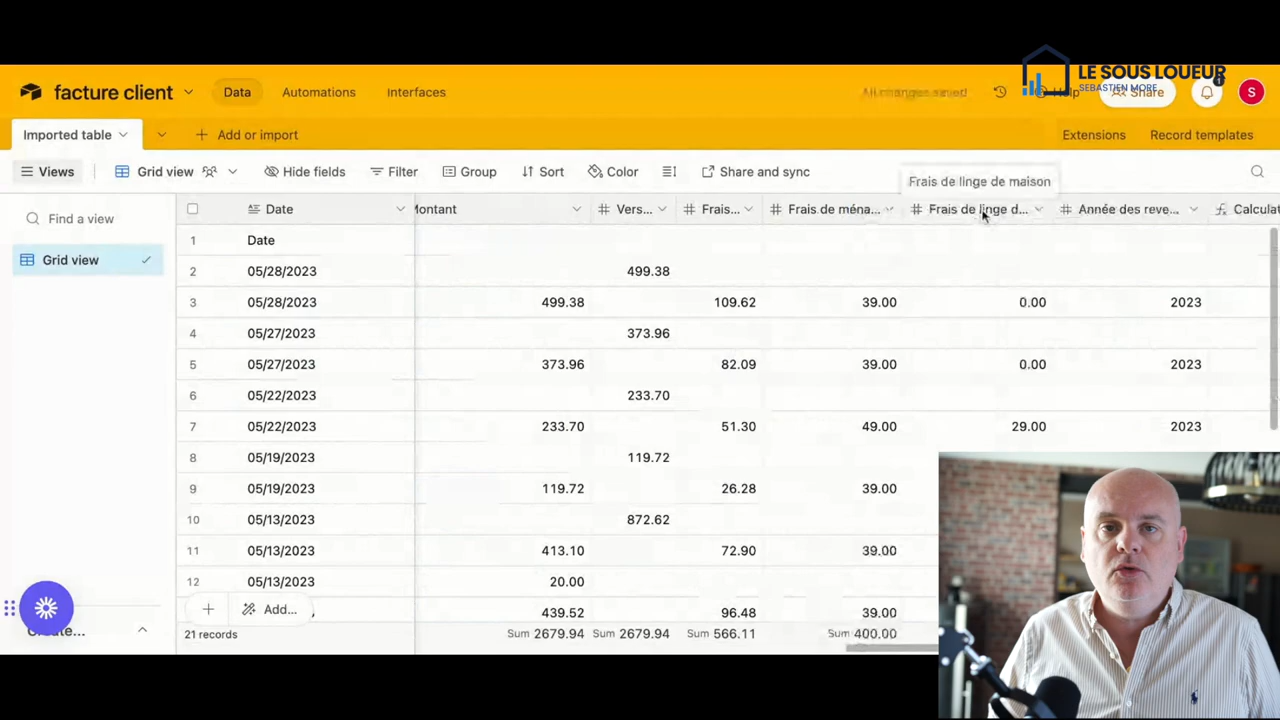 LE SOUS LOUEUR
SEBASTIEN MORE
facture client
Data
Automations
Interfaces
All changes saved
Help
Share
S
Imported table
Add or import
Extensions
Record templates
Views
Grid view
Hide fields
Filter
Group
Sort
Color
Share and sync
Frais de linge de maison
Find a view
Grid view
Date Montant Vers... Frais... Frais de ména... Frais de linge d... Année des reve... Calculat
1 Date
2 05/28/2023 499.38
3 05/28/2023 499.38 109.62 39.00 0.00 2023
4 05/27/2023 373.96
5 05/27/2023 373.96 82.09 39.00 0.00 2023
6 05/22/2023 233.70
7 05/22/2023 233.70 51.30 49.00 29.00 2023
8 05/19/2023 119.72
9 05/19/2023 119.72 26.28 39.00
10 05/13/2023 872.62
11 05/13/2023 413.10 72.90 39.00
12 05/13/2023 20.00
439.52 96.48 39.00
Add...
Create...
21 records Sum 2679.94 Sum 2679.94 Sum 566.11 Sum 400.00